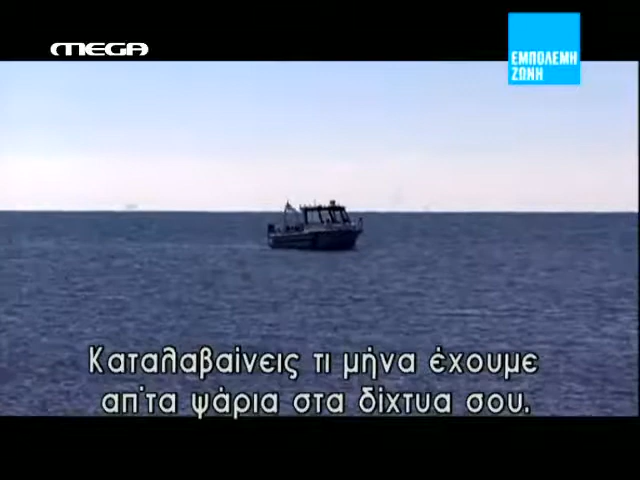 MEGA
ΕΜΠΟΛΕΜΗ
ΖΩΝΗ
Καταλαβαίνεις τι μήνα έχουμε
απ'τα ψάρια στα δίχτυα σου.